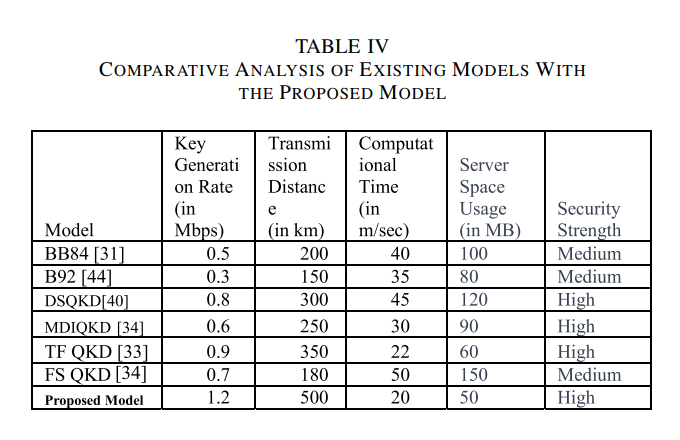 TABLE IV
COMPARATIVE ANALYSIS OF EXISTING MODELS WITH
THE PROPOSED MODEL
Model Key Generati on Rate (in Mbps) Transmi ssion Distanc e (in km) Computat ional Time (in m/sec) Server Space Usage (in MB) Security Strength
BB84 [31] 0.5 200 40 100 Medium
B92 [44] 0.3 150 35 80 Medium
DSQKD[40] 0.8 300 45 120 High
MDIQKD [34] 0.6 250 30 90 High
TF QKD [33] 0.9 350 22 60 High
FS QKD [34] 0.7 180 50 150 Medium
Proposed Model 1.2 500 20 50 High